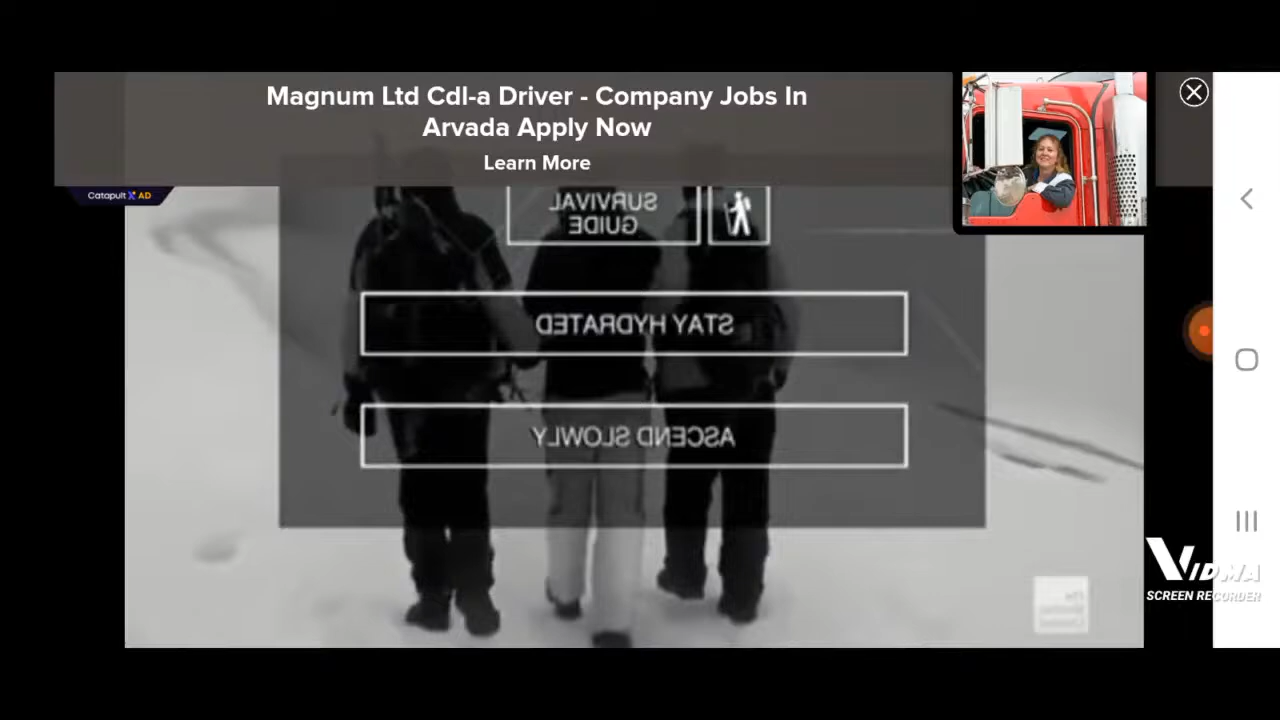 Magnum Ltd Cdl-a Driver - Company Jobs In
Arvada Apply Now
Learn More
Catapult X AD
SURVIVAL
GUIDE
STAY HYDRATED
ASCEND SLOWLY
VIDMA
SCREEN RECORDER